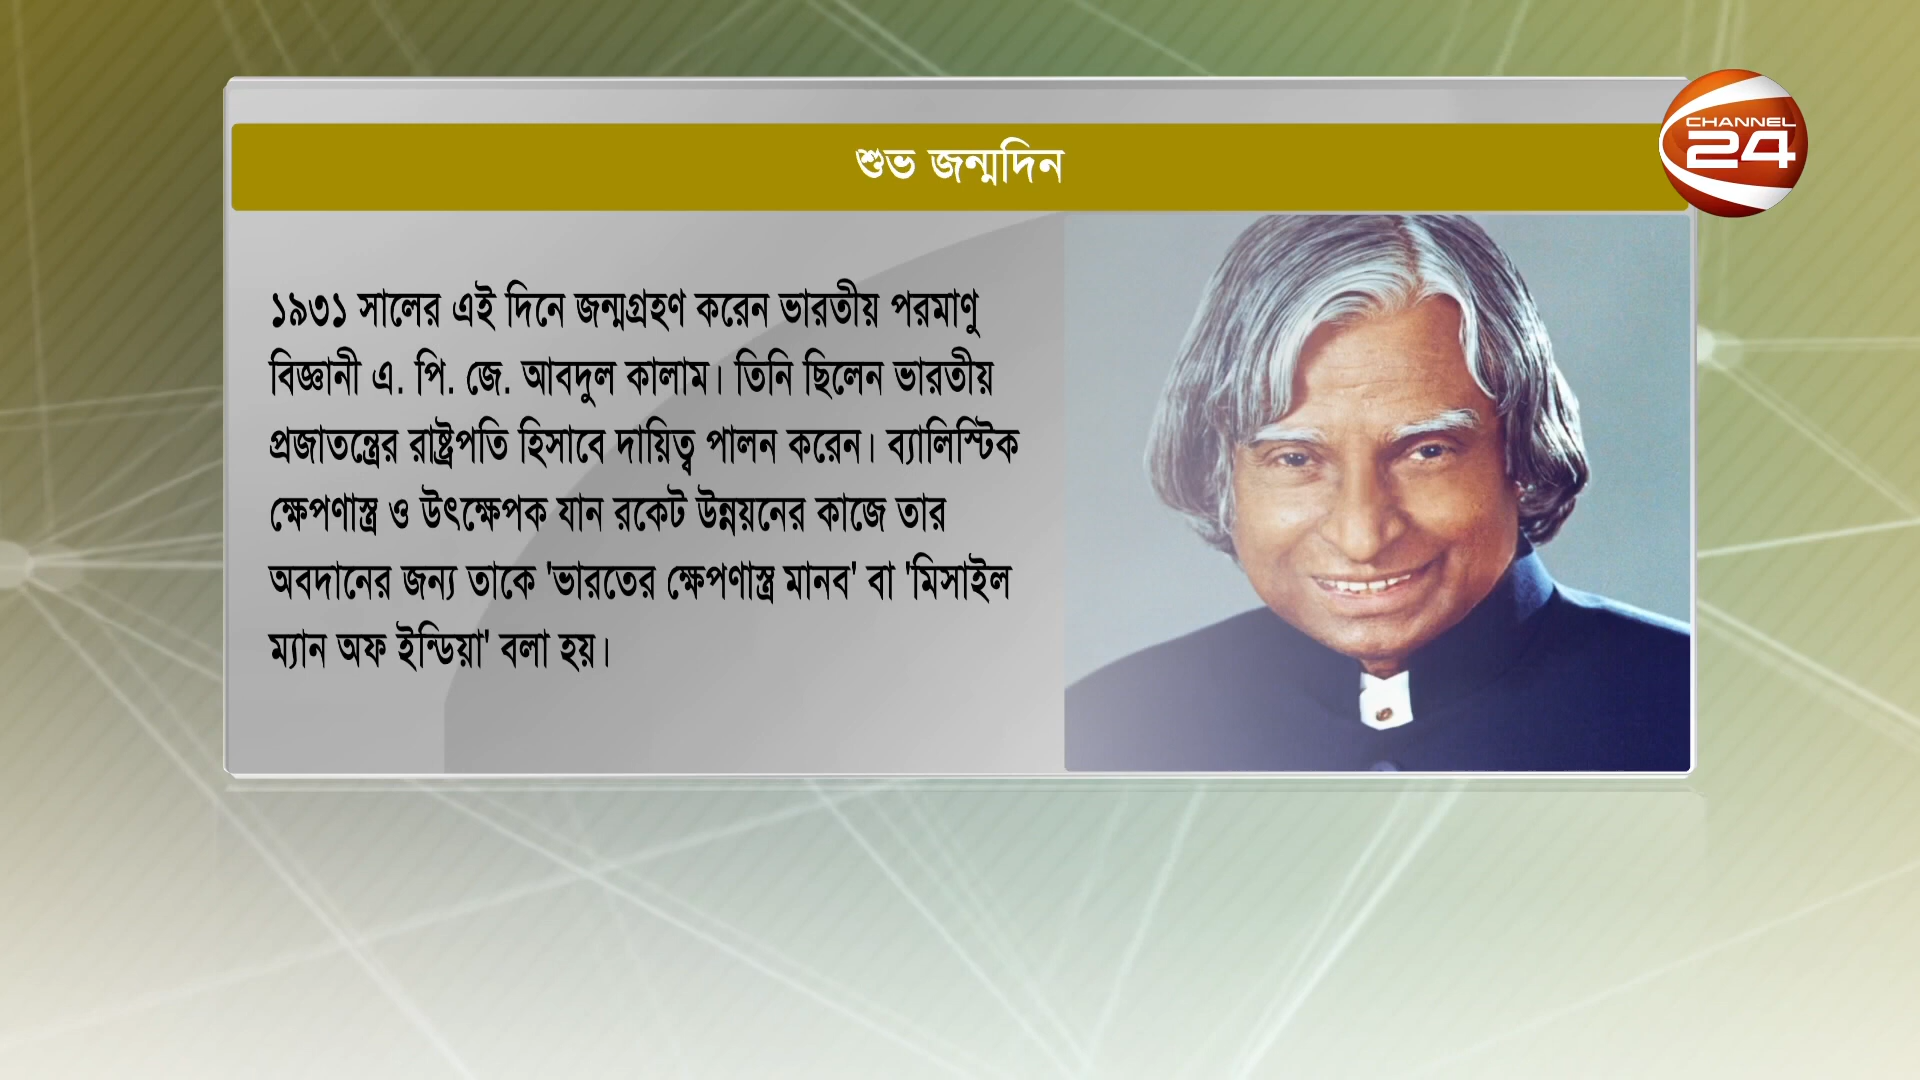 CHANNEL
24
শুভ জন্মদিন
১৯৩১ সালের এই দিনে জন্মগ্রহণ করেন ভারতীয় পরমাণু
বিজ্ঞানী এ. পি. জে. আবদুল কালাম। তিনি ছিলেন ভারতীয়
প্রজাতন্ত্রের রাষ্ট্রপতি হিসাবে দায়িত্ব পালন করেন। ব্যালিস্টিক
ক্ষেপণাস্ত্র ও উৎক্ষেপক যান রকেট উন্নয়নের কাজে তার
অবদানের জন্য তাকে 'ভারতের ক্ষেপণাস্ত্র মানব' বা 'মিসাইল
ম্যান অফ ইন্ডিয়া' বলা হয়।